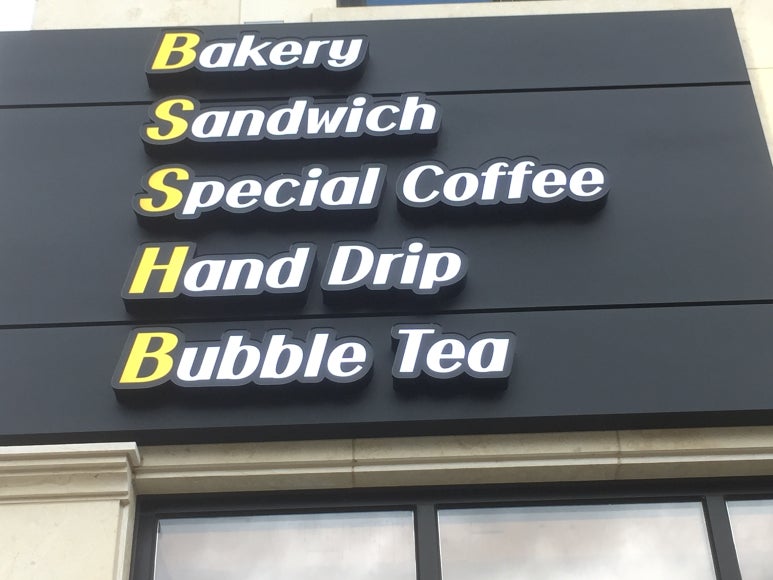 Bakery
Sandwich
Special Coffee
Hand Drip
Bubble Tea